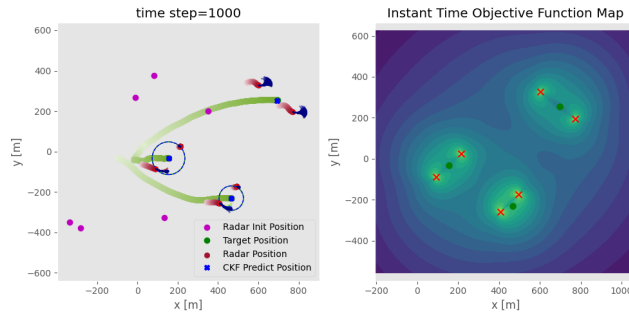 time step=1000
Instant Time Objective Function Map
600
400
200
0
−200
−400
−600
y [m]
−200
0
200
400
600
800
x [m]
Radar Init Position
Target Position
Radar Position
CKF Predict Position
600
400
200
0
−200
−400
y [m]
−200
0
200
400
600
800
1000
x [m]